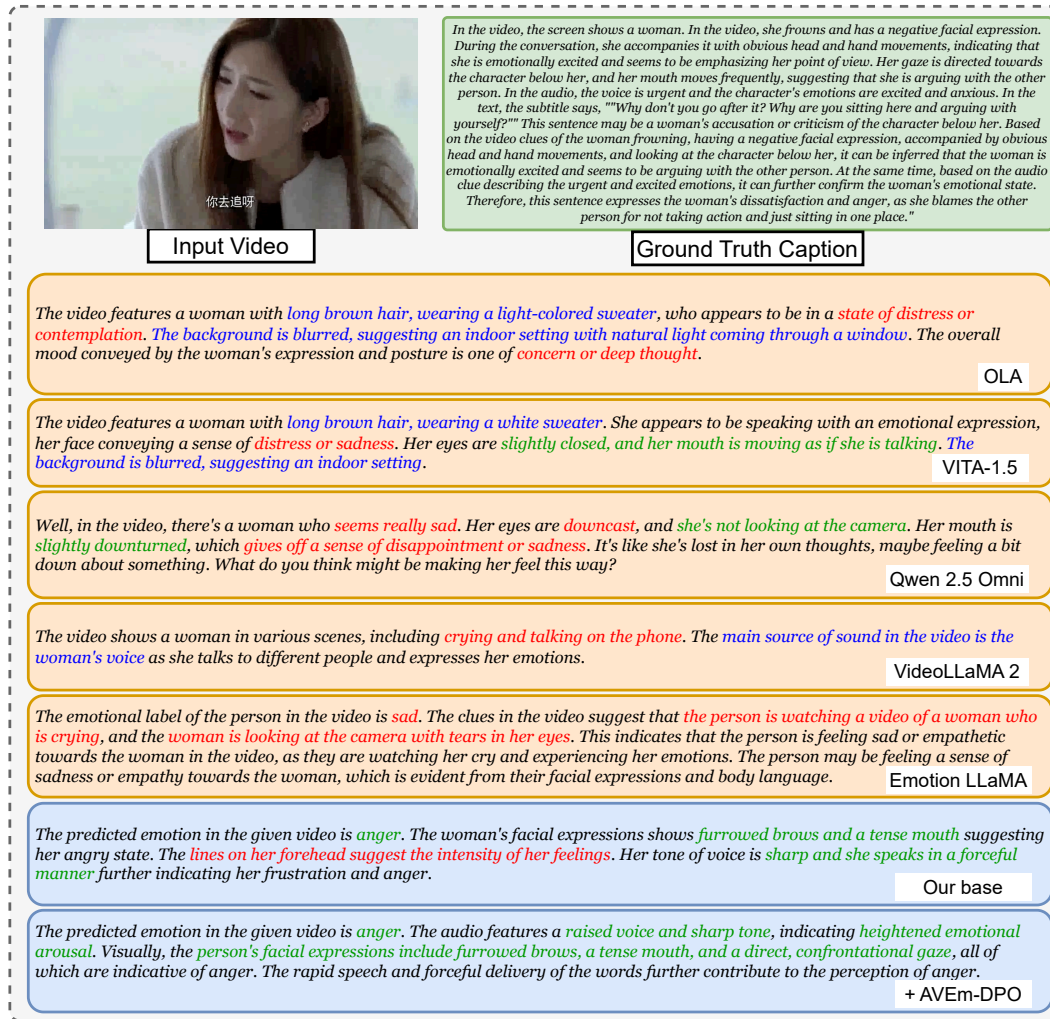 In the video, the screen shows a woman. In the video, she frowns and has a negative facial expression.
During the conversation, she accompanies it with obvious head and hand movements, indicating that
she is emotionally excited and seems to be emphasizing her point of view. Her gaze is directed towards
the character below her, and her mouth moves frequently, suggesting that she is arguing with the other
person. In the audio, the voice is urgent and the character's emotions are excited and anxious. In the
text, the subtitle says, ""Why don't you go after it? Why are you sitting here and arguing with
yourself?"" This sentence may be a woman's accusation or criticism of the character below her. Based
on the video clues of the woman frowning, having a negative facial expression, accompanied by obvious
head and hand movements, and looking at the character below her, it can be inferred that the woman is
emotionally excited and seems to be arguing with the other person. At the same time, based on the audio
clue describing the urgent and excited emotions, it can further confirm the woman's emotional state.
Therefore, this sentence expresses the woman's dissatisfaction and anger, as she blames the other
person for not taking action and just sitting in one place."
你去追呀
Input Video
Ground Truth Caption
The video features a woman with long brown hair, wearing a light-colored sweater, who appears to be in a state of distress or
contemplation. The background is blurred, suggesting an indoor setting with natural light coming through a window. The overall
mood conveyed by the woman's expression and posture is one of concern or deep thought.
OLA
The video features a woman with long brown hair, wearing a white sweater. She appears to be speaking with an emotional expression,
her face conveying a sense of distress or sadness. Her eyes are slightly closed, and her mouth is moving as if she is talking. The
background is blurred, suggesting an indoor setting.
VITA-1.5
Well, in the video, there's a woman who seems really sad. Her eyes are downcast, and she's not looking at the camera. Her mouth is
slightly downturned, which gives off a sense of disappointment or sadness. It's like she's lost in her own thoughts, maybe feeling a bit
down about something. What do you think might be making her feel this way?
Qwen 2.5 Omni
The video shows a woman in various scenes, including crying and talking on the phone. The main source of sound in the video is the
woman's voice as she talks to different people and expresses her emotions.
VideoLLaMA 2
The emotional label of the person in the video is sad. The clues in the video suggest that the person is watching a video of a woman who
is crying, and the woman is looking at the camera with tears in her eyes. This indicates that the person is feeling sad or empathetic
towards the woman in the video, as they are watching her cry and experiencing her emotions. The person may be feeling a sense of
sadness or empathy towards the woman, which is evident from their facial expressions and body language.
Emotion LLaMA
The predicted emotion in the given video is anger. The woman's facial expressions shows furrowed brows and a tense mouth suggesting
her angry state. The lines on her forehead suggest the intensity of her feelings. Her tone of voice is sharp and she speaks in a forceful
manner further indicating her frustration and anger.
Our base
The predicted emotion in the given video is anger. The audio features a raised voice and sharp tone, indicating heightened emotional
arousal. Visually, the person's facial expressions include furrowed brows, a tense mouth, and a direct, confrontational gaze, all of
which are indicative of anger. The rapid speech and forceful delivery of the words further contribute to the perception of anger.
+ AVEm-DPO